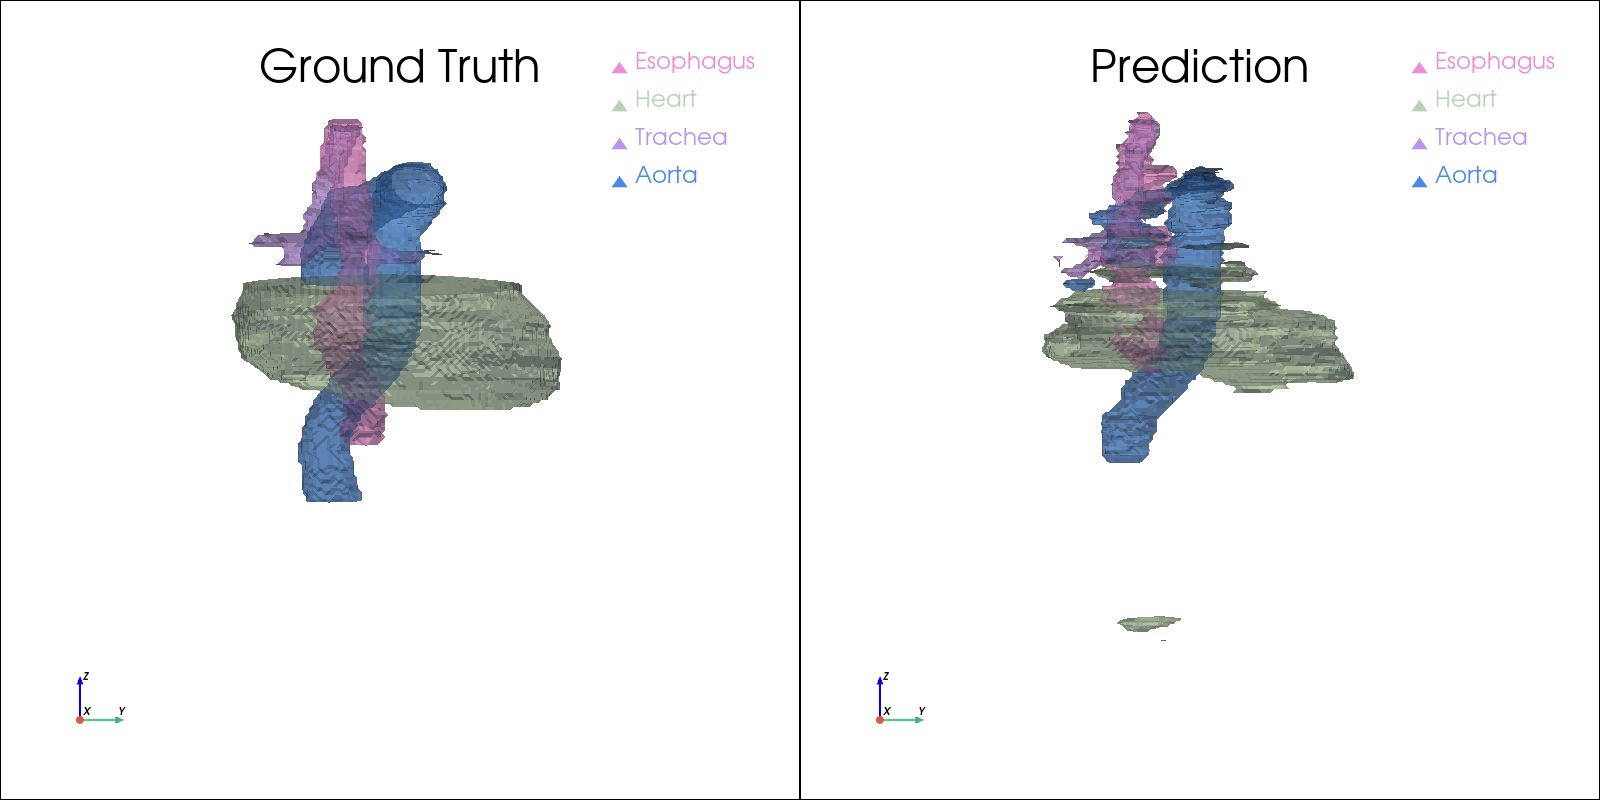 Ground Truth
Esophagus
Heart
Trachea
Aorta
Z
X
Y
Prediction
Esophagus
Heart
Trachea
Aorta
Z
X
Y